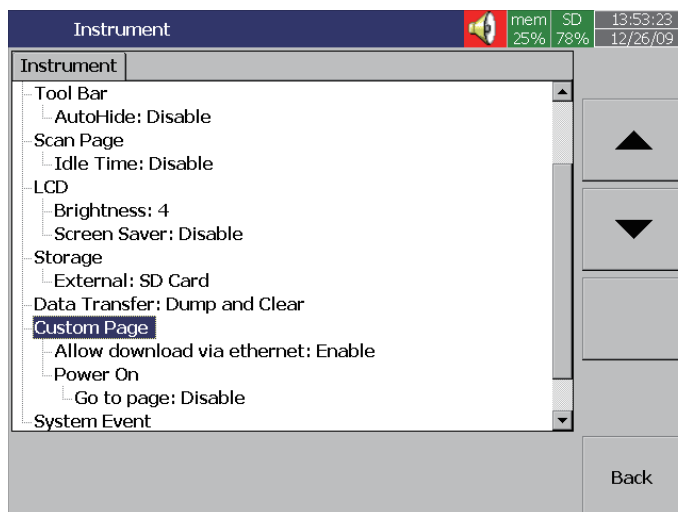 Instrument
mem SD 13:53:23
25% 78% 12/26/09
Instrument
Tool Bar
AutoHide: Disable
Scan Page
Idle Time: Disable
LCD
Brightness: 4
Screen Saver: Disable
Storage
External: SD Card
Data Transfer: Dump and Clear
Custom Page
Allow download via ethernet: Enable
Power On
Go to page: Disable
System Event
Back